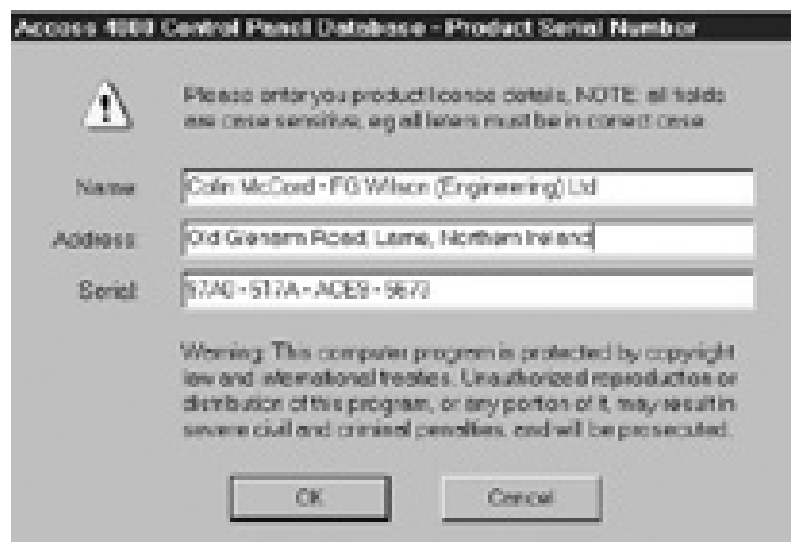 Access 4000 Control Panel Database - Product Serial Number
Please enter you product license details, NOTE: all fields
are case sensitive, eg all leters must be in correct case
Name
Colin McCord - FG Wilson (Engineering) Ltd
Address
Old Glenarm Road, Larne, Northern Ireland
Serial
Warning: This computer program is protected by copyright
law and international treaties. Unauthorized reproduction or
distribution of this program, or any portion of it, may result in
severe civil and criminal penalties, and will be prosecuted.
OK
Cancel